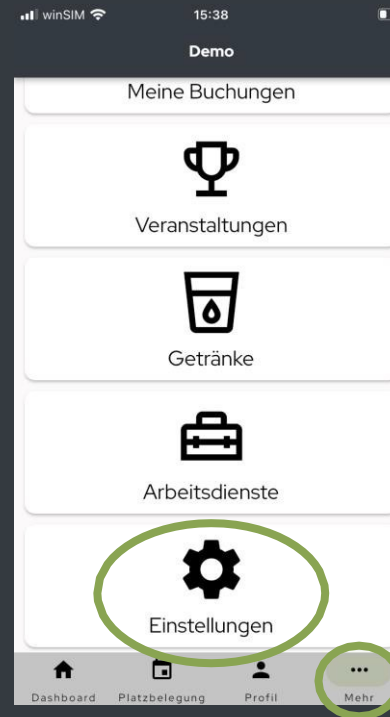 winSIM 15:38
Demo
Meine Buchungen
Veranstaltungen
Getränke
Arbeitsdienste
Einstellungen
Dashboard Platzbelegung Profil Mehr